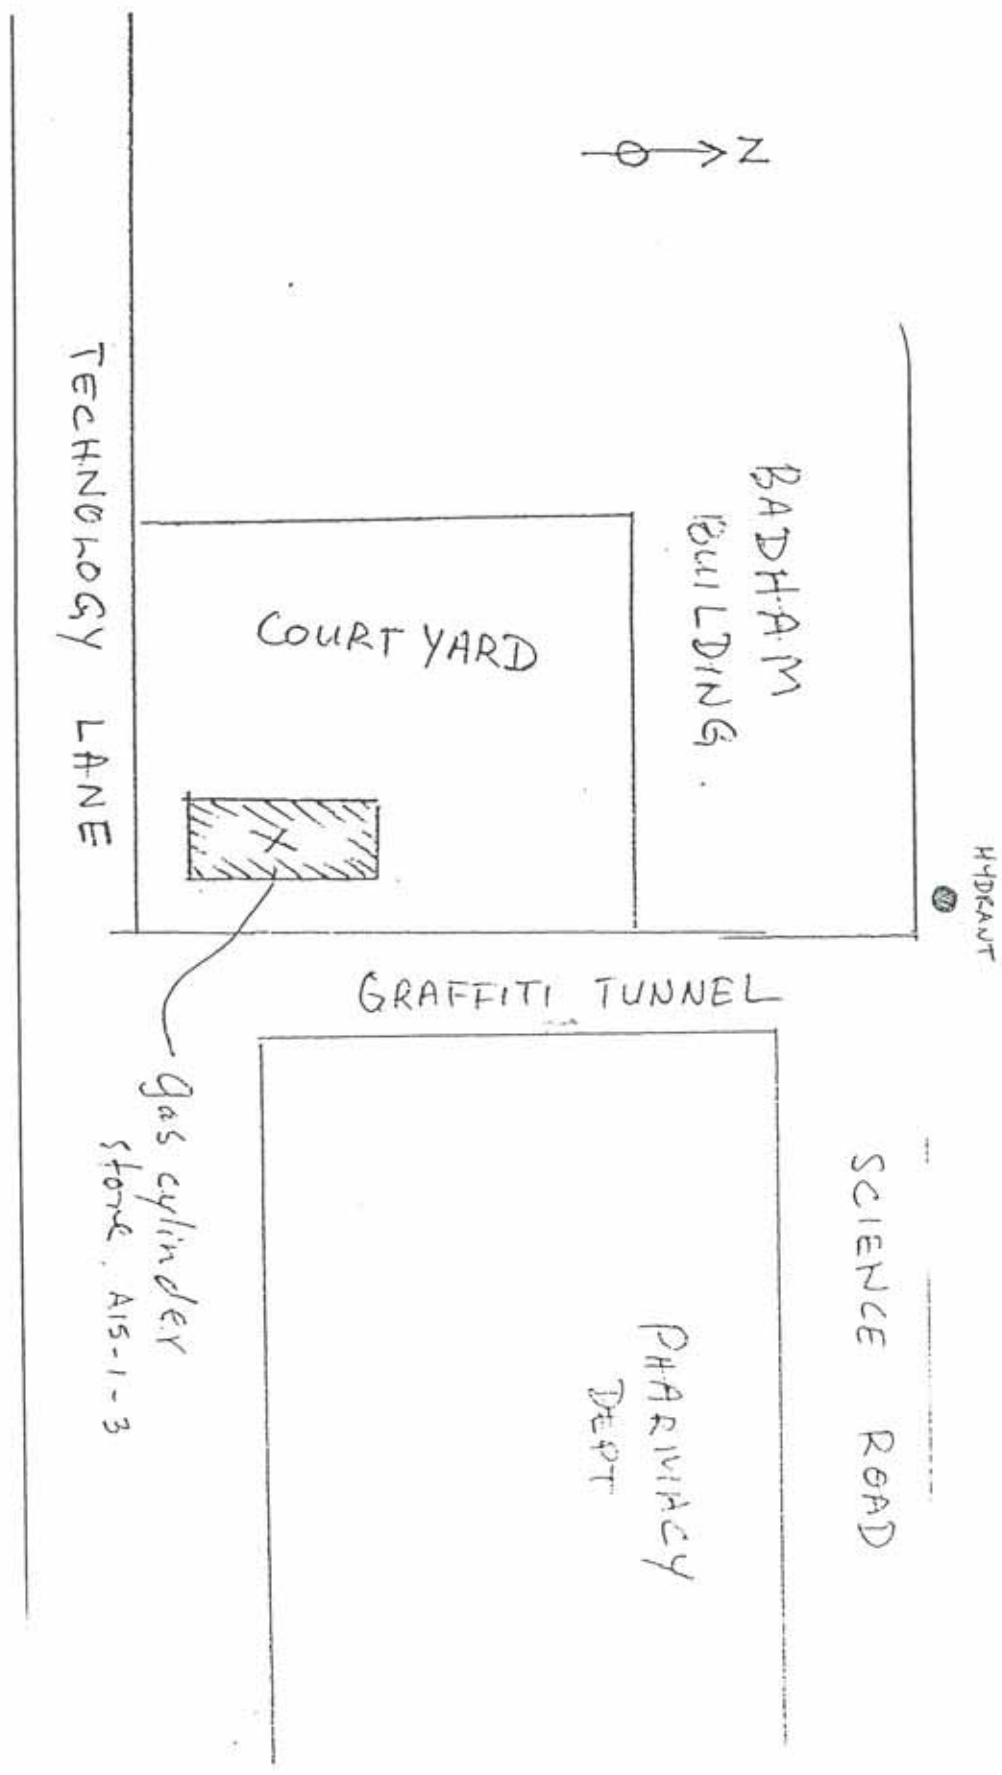 N
HYDRANT
BADHAM
BUILDING.
SCIENCE ROAD
COURT YARD
GRAFFITI TUNNEL
PHARMACY
DEPT
X
TECHNOLOGY LANE
gas cylinder
store. A15-1-3